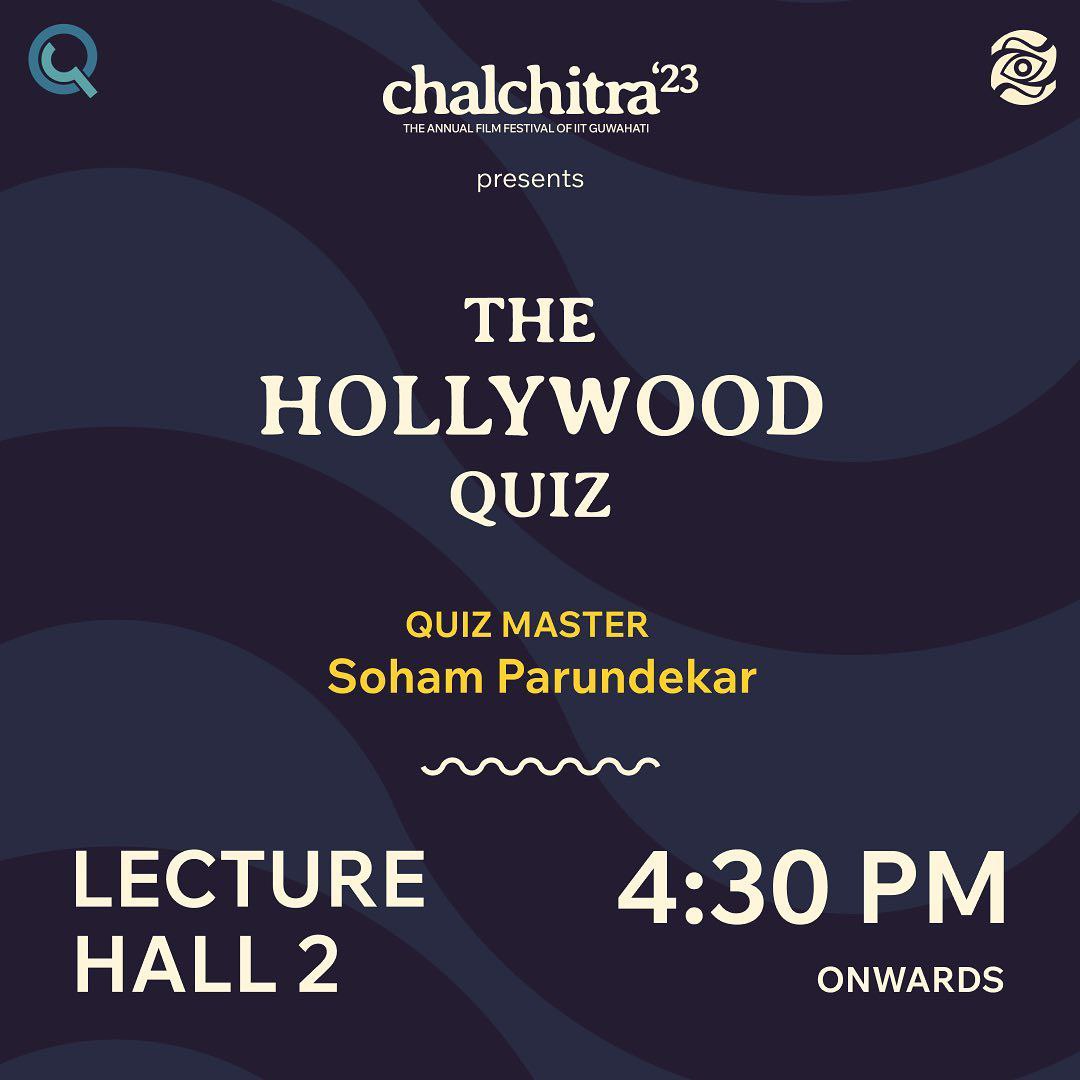 chalchitra‘23
THE ANNUAL FILM FESTIVAL OF IIT GUWAHATI
presents
THE
HOLLYWOOD
QUIZ
QUIZ MASTER
Soham Parundekar
LECTURE
HALL 2
4:30 PM
ONWARDS